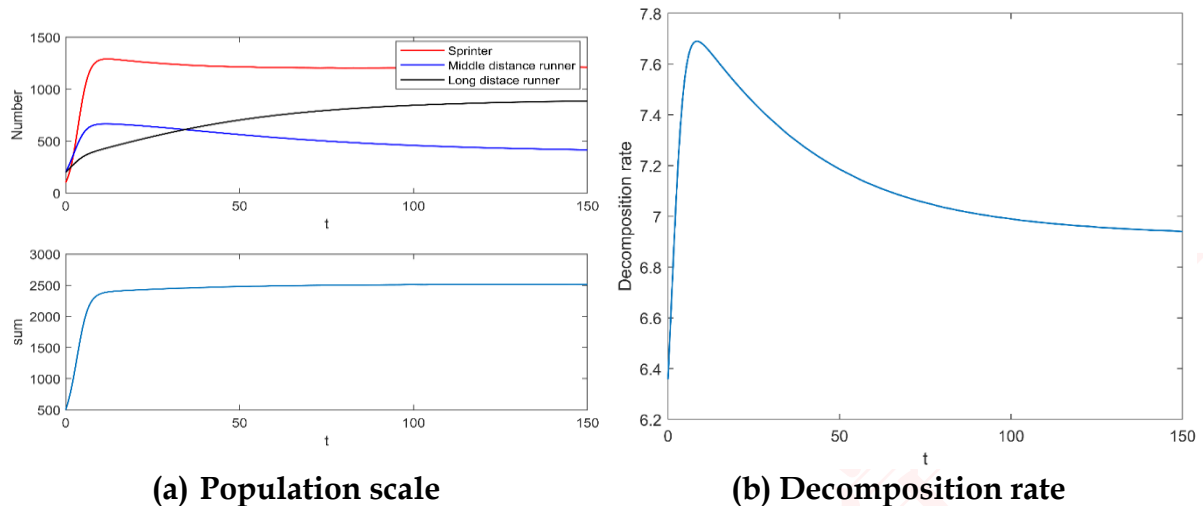 1500
1000
500
0
Number
Sprinter
Middle distance runner
Long distace runner
0
50
100
150
t
3000
2500
2000
1500
1000
500
sum
0
50
100
150
t
(a) Population scale
7.8
7.6
7.4
7.2
7
6.8
6.6
6.4
6.2
Decomposition rate
0
50
100
150
t
(b) Decomposition rate